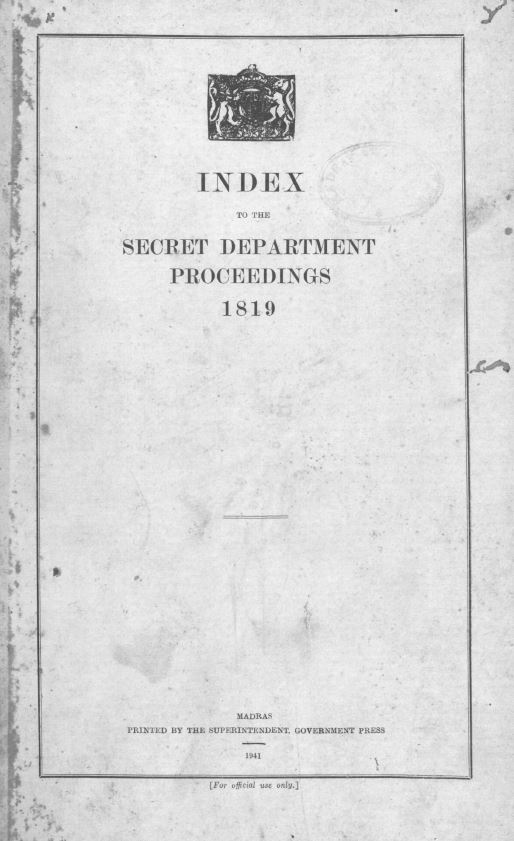 INDEX
TO THE
SECRET DEPARTMENT
PROCEEDINGS
1819
MADRAS
PRINTED BY THE SUPERINTENDENT, GOVERNMENT PRESS
1941
[For official use only.]